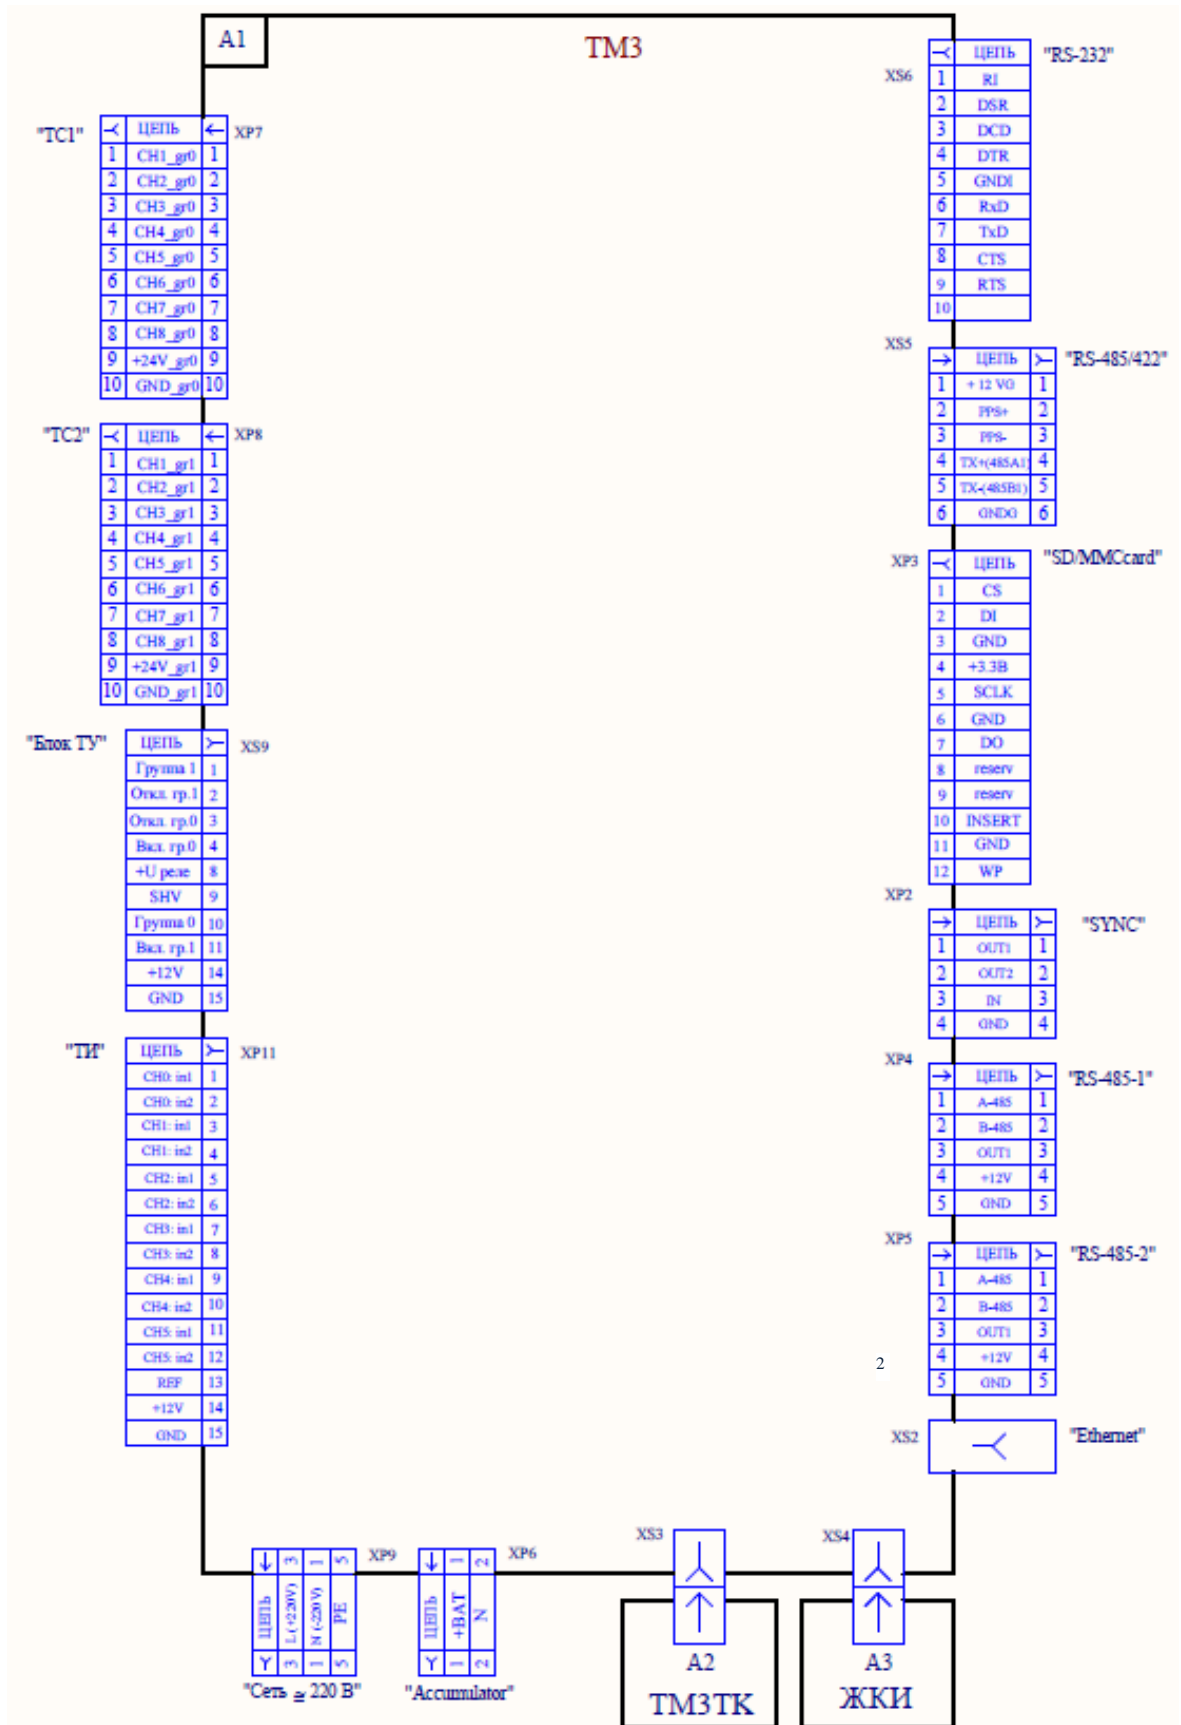 A1
TM3
"TC1"
ЦЕПЬ
XP7
1 CH1_gr0 1
2 CH2_gr0 2
3 CH3_gr0 3
4 CH4_gr0 4
5 CH5_gr0 5
6 CH6_gr0 6
7 CH7_gr0 7
8 CH8_gr0 8
9 +24V_gr0 9
10 GND_gr0 10
"TC2"
ЦЕПЬ
XP8
1 CH1_gr1 1
2 CH2_gr1 2
3 CH3_gr1 3
4 CH4_gr1 4
5 CH5_gr1 5
6 CH6_gr1 6
7 CH7_gr1 7
8 CH8_gr1 8
9 +24V_gr1 9
10 GND_gr1 10
"Блок ТУ"
ЦЕПЬ
XS9
Группа 1 1
Откл. гр.1 2
Откл. гр.0 3
Вкл. гр.0 4
+U реле 8
SHV 9
Группа 0 10
Вкл. гр.1 11
+12V 14
GND 15
"ТИ"
ЦЕПЬ
XP11
CH0: in1 1
CH0: in2 2
CH1: in1 3
CH1: in2 4
CH2: in1 5
CH2: in2 6
CH3: in1 7
CH3: in2 8
CH4: in1 9
CH4: in2 10
CH5: in1 11
CH5: in2 12
REF 13
+12V 14
GND 15
XS6
ЦЕПЬ
"RS-232"
1 RI
2 DSR
3 DCD
4 DTR
5 GNDI
6 RxD
7 TxD
8 CTS
9 RTS
10
XS5
ЦЕПЬ
"RS-485/422"
1 +12 VG 1
2 PPS+ 2
3 PPS- 3
4 TX+(485A1) 4
5 TX-(485B1) 5
6 GNDG 6
XP3
ЦЕПЬ
"SD/MMCcard"
1 CS
2 DI
3 GND
4 +3.3В
5 SCLK
6 GND
7 DO
8 reserv
9 reserv
10 INSERT
11 GND
12 WP
XP2
ЦЕПЬ
"SYNC"
1 OUT1 1
2 OUT2 2
3 IN 3
4 GND 4
XP4
ЦЕПЬ
"RS-485-1"
1 A-485 1
2 B-485 2
3 OUT1 3
4 +12V 4
5 GND 5
XP5
ЦЕПЬ
"RS-485-2"
1 A-485 1
2 B-485 2
3 OUT1 3
4 +12V 4
5 GND 5
2
XS2
"Ethernet"
XP9
ЦЕПЬ
3 L (+220V) 3
1 N (-220 V) 1
5 PE 5
"Сеть ≅ 220 В"
XP6
ЦЕПЬ
1 +BAT 1
2 N 2
"Accumulator"
XS3
A2
TM3TK
XS4
A3
ЖКИ